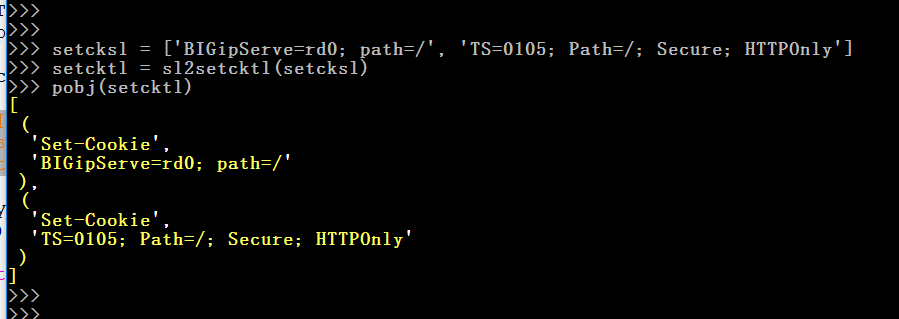 >>>
>>>
>>> setcksl = ['BIGipServe=rd0; path=/', 'TS=0105; Path=/; Secure; HTTPOnly']
>>> setcktl = sl2setcktl(setcksl)
>>> pobj(setcktl)
[
 (
  'Set-Cookie',
  'BIGipServe=rd0; path=/'
 ),
 (
  'Set-Cookie',
  'TS=0105; Path=/; Secure; HTTPOnly'
 )
]
>>>
>>>